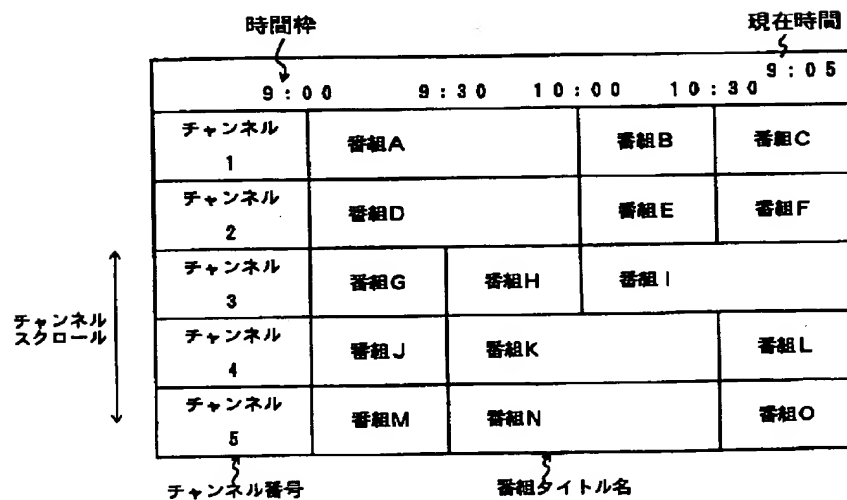 時間枠
現在時間
9:05
9:00 9:30 10:00 10:30
チャンネル
1
番組A 番組B 番組C
チャンネル
2
番組D 番組E 番組F
チャンネル
3
番組G 番組H 番組I
チャンネル
スクロール
チャンネル
4
番組J 番組K 番組L
チャンネル
5
番組M 番組N 番組O
チャンネル番号
番組タイトル名